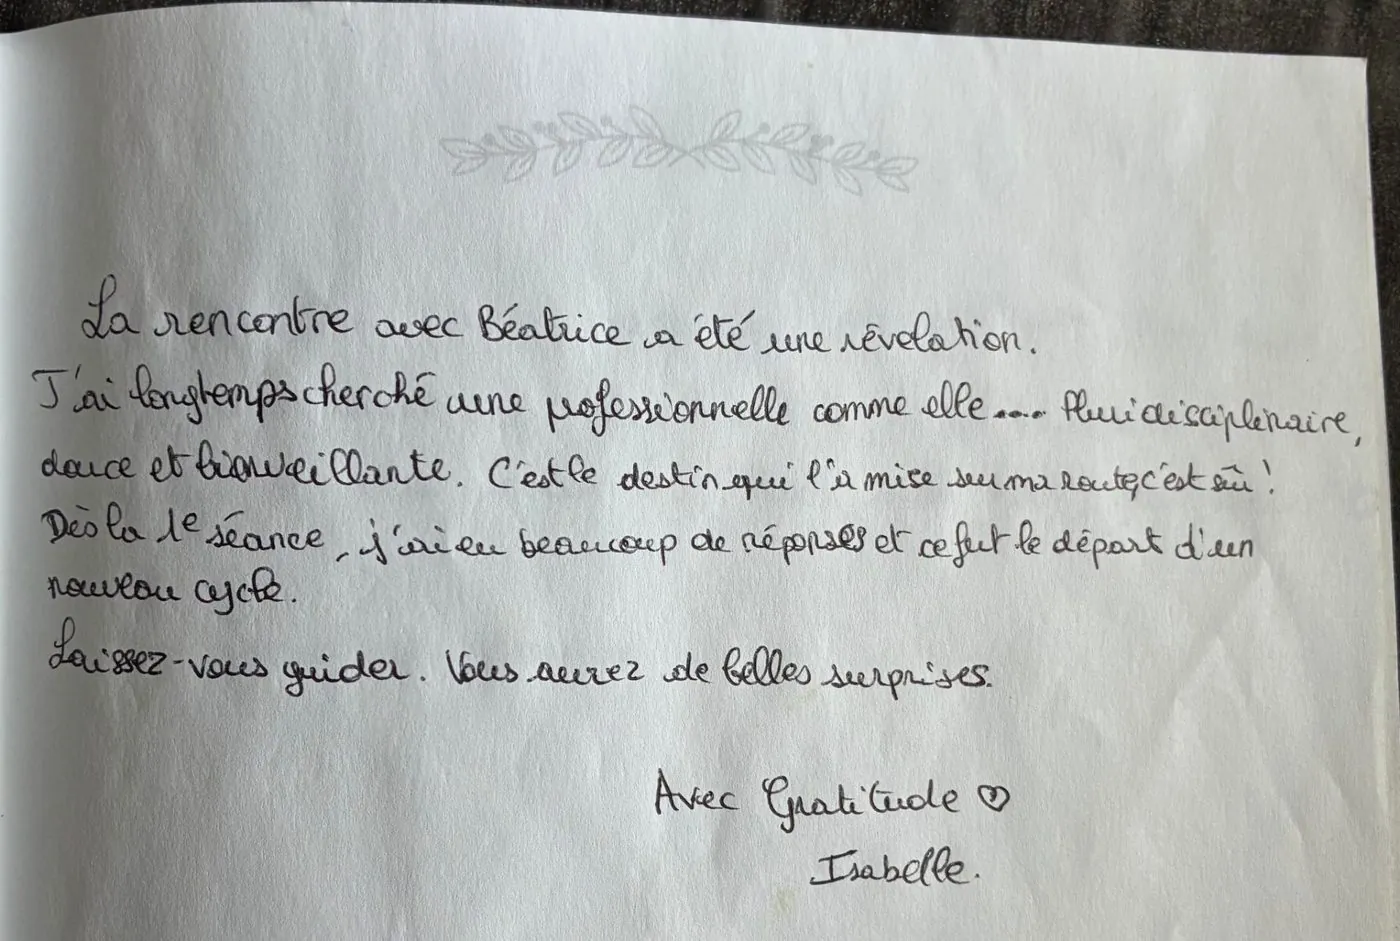 La rencontre avec Béatrice a été une révelation.
J'ai longtemps cherché une professionnelle comme elle.... Pluridisciplinaire,
douce et bienveillante. C'est le destin qui l'a mise sur ma route, c'est sûr !
Dès la 1e séance, j'ai eu beaucoup de réponses et ce fut le départ d'un
nouveau cycle.
Laissez-vous guider. Vous aurez de belles surprises.
Avec Gratitude ♡
Isabelle.